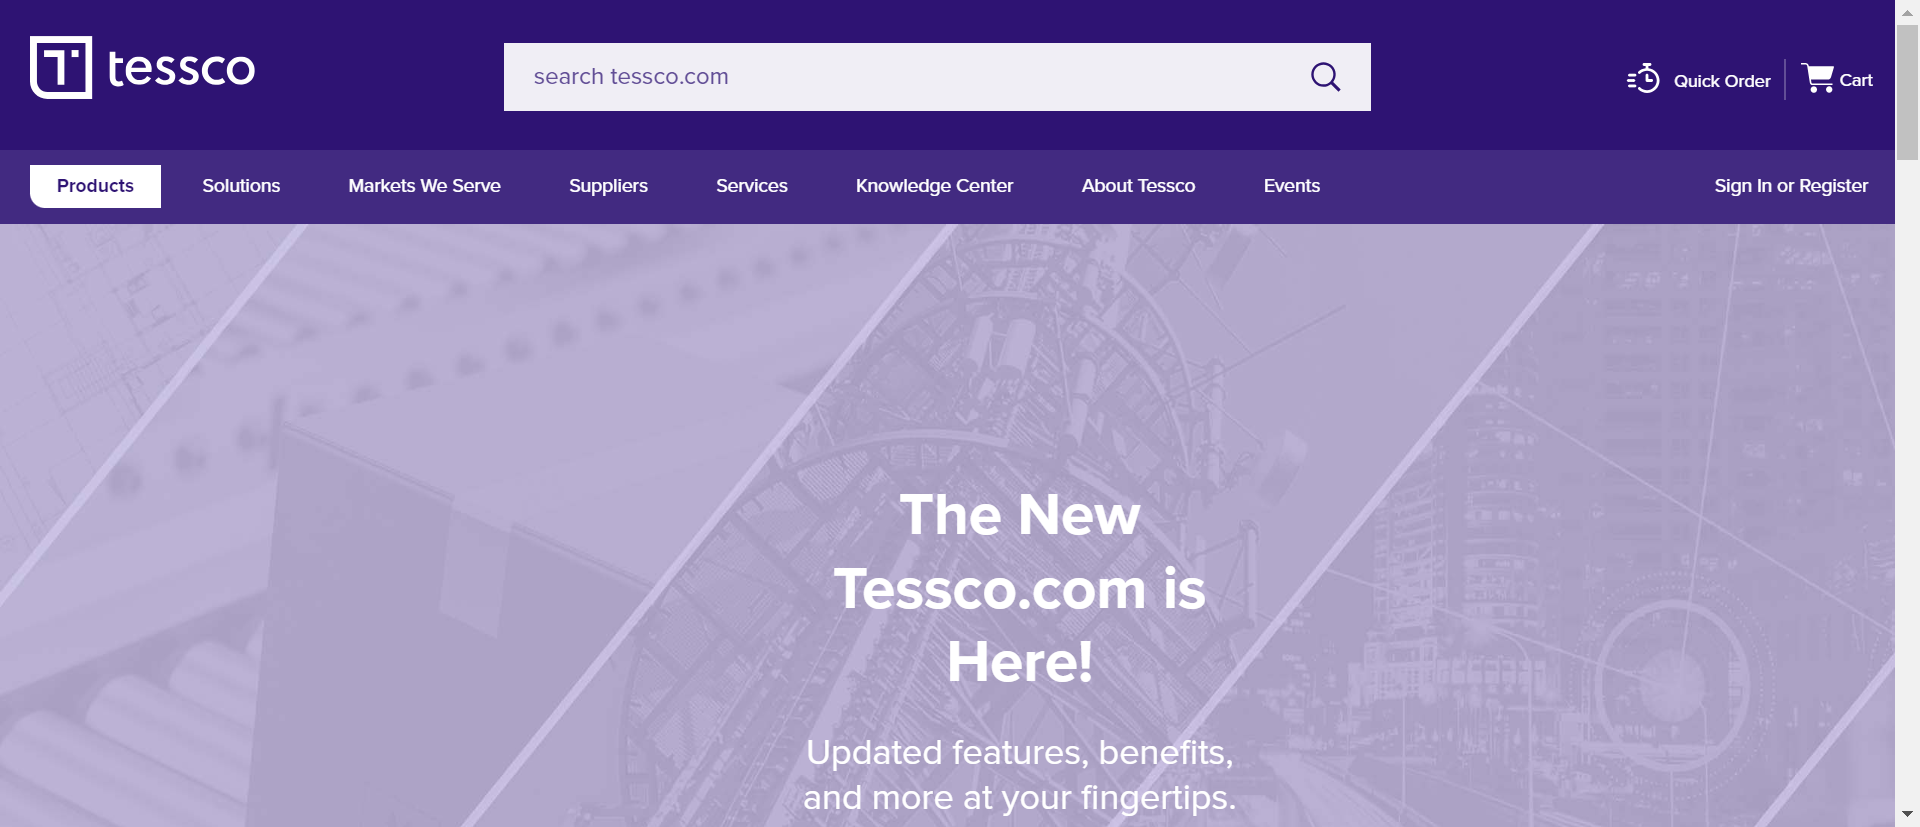 tessco
search tessco.com
Quick Order
Cart
Products
Solutions
Markets We Serve
Suppliers
Services
Knowledge Center
About Tessco
Events
Sign In or Register
The New
Tessco.com is
Here!
Updated features, benefits,
and more at your fingertips.